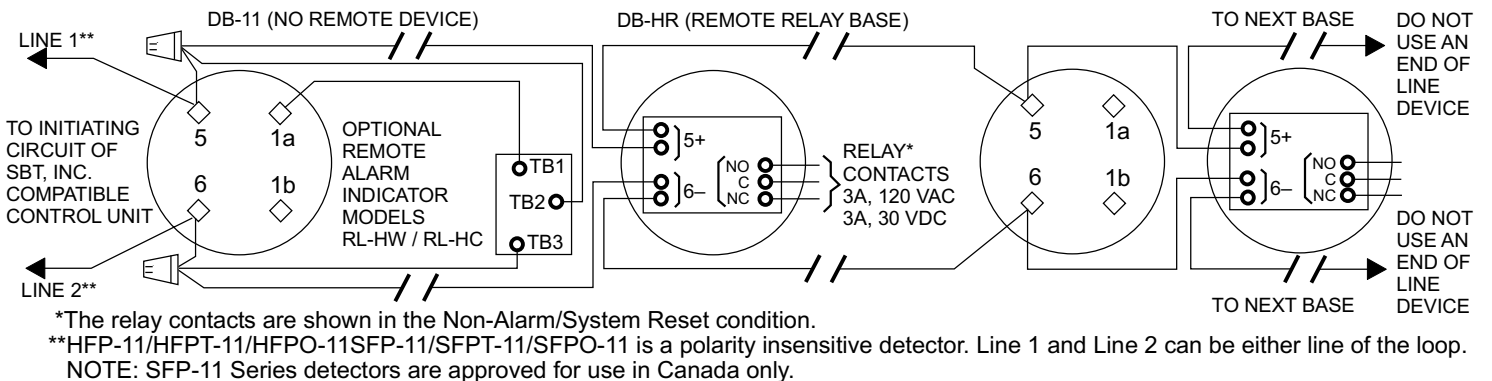 DB-11 (NO REMOTE DEVICE)
DB-HR (REMOTE RELAY BASE)
TO NEXT BASE
DO NOT
USE AN
END OF
LINE
DEVICE
LINE 1**
TO INITIATING
CIRCUIT OF
SBT, INC.
COMPATIBLE
CONTROL UNIT
LINE 2**
5
1a
6
1b
OPTIONAL
REMOTE
ALARM
INDICATOR
MODELS
RL-HW / RL-HC
TB1
TB2
TB3
5+
6–
NO
C
NC
RELAY*
CONTACTS
3A, 120 VAC
3A, 30 VDC
5
1a
6
1b
5+
6–
NO
C
NC
TO NEXT BASE
DO NOT
USE AN
END OF
LINE
DEVICE
*The relay contacts are shown in the Non-Alarm/System Reset condition.
**HFP-11/HFPT-11/HFPO-11SFP-11/SFPT-11/SFPO-11 is a polarity insensitive detector. Line 1 and Line 2 can be either line of the loop.
NOTE: SFP-11 Series detectors are approved for use in Canada only.